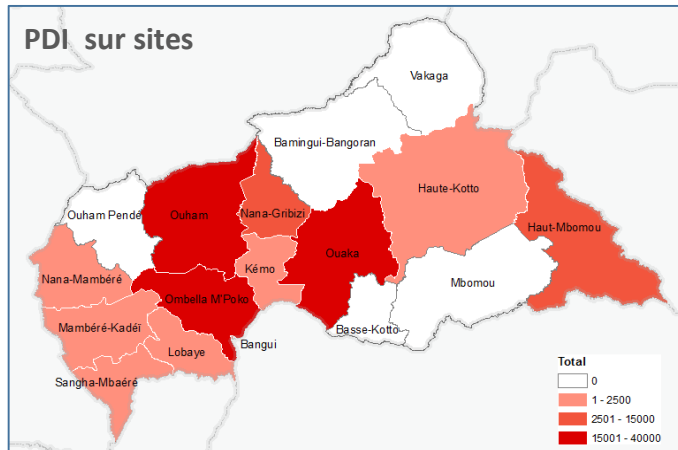 PDI sur sites
Vakaga
Bamingui-Bangoran
Haute-Kotto
Ouham
Nana-Gribizi
Ouham Pendé
Haut-Mbomou
Ouaka
Kémo
Nana-Mambéré
Mbomou
Ombella M'Poko
Mambéré-Kadéï
Basse-Kotto
Bangui
Lobaye
Sangha-Mbaéré
Total
0
1 - 2500
2501 - 15000
15001 - 40000